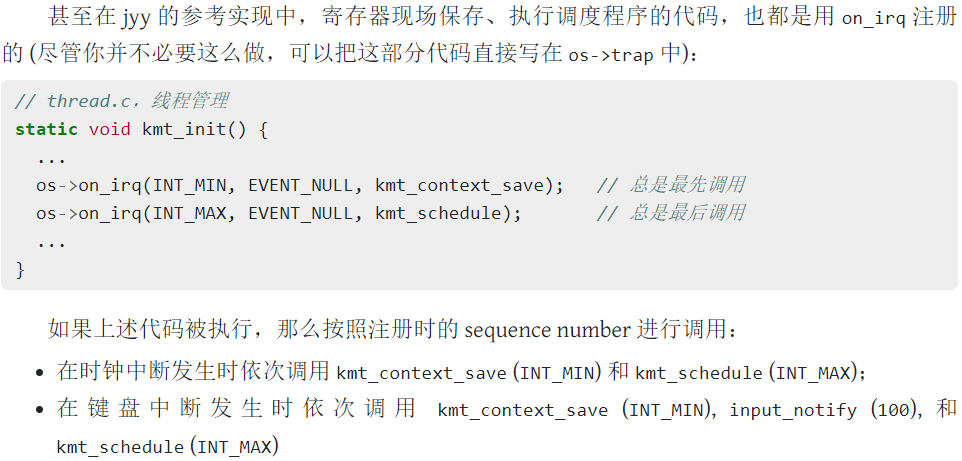 甚至在 jyy 的参考实现中，寄存器现场保存、执行调度程序的代码，也都是用 on_irq 注册
的 (尽管你并不必要这么做，可以把这部分代码直接写在 os->trap 中)：
// thread.c，线程管理
static void kmt_init() {
  ...
  os->on_irq(INT_MIN, EVENT_NULL, kmt_context_save);   // 总是最先调用
  os->on_irq(INT_MAX, EVENT_NULL, kmt_schedule);       // 总是最后调用
  ...
}
如果上述代码被执行，那么按照注册时的 sequence number 进行调用：
• 在时钟中断发生时依次调用 kmt_context_save (INT_MIN) 和 kmt_schedule (INT_MAX)；
• 在键盘中断发生时依次调用 kmt_context_save (INT_MIN), input_notify (100), 和
kmt_schedule (INT_MAX)